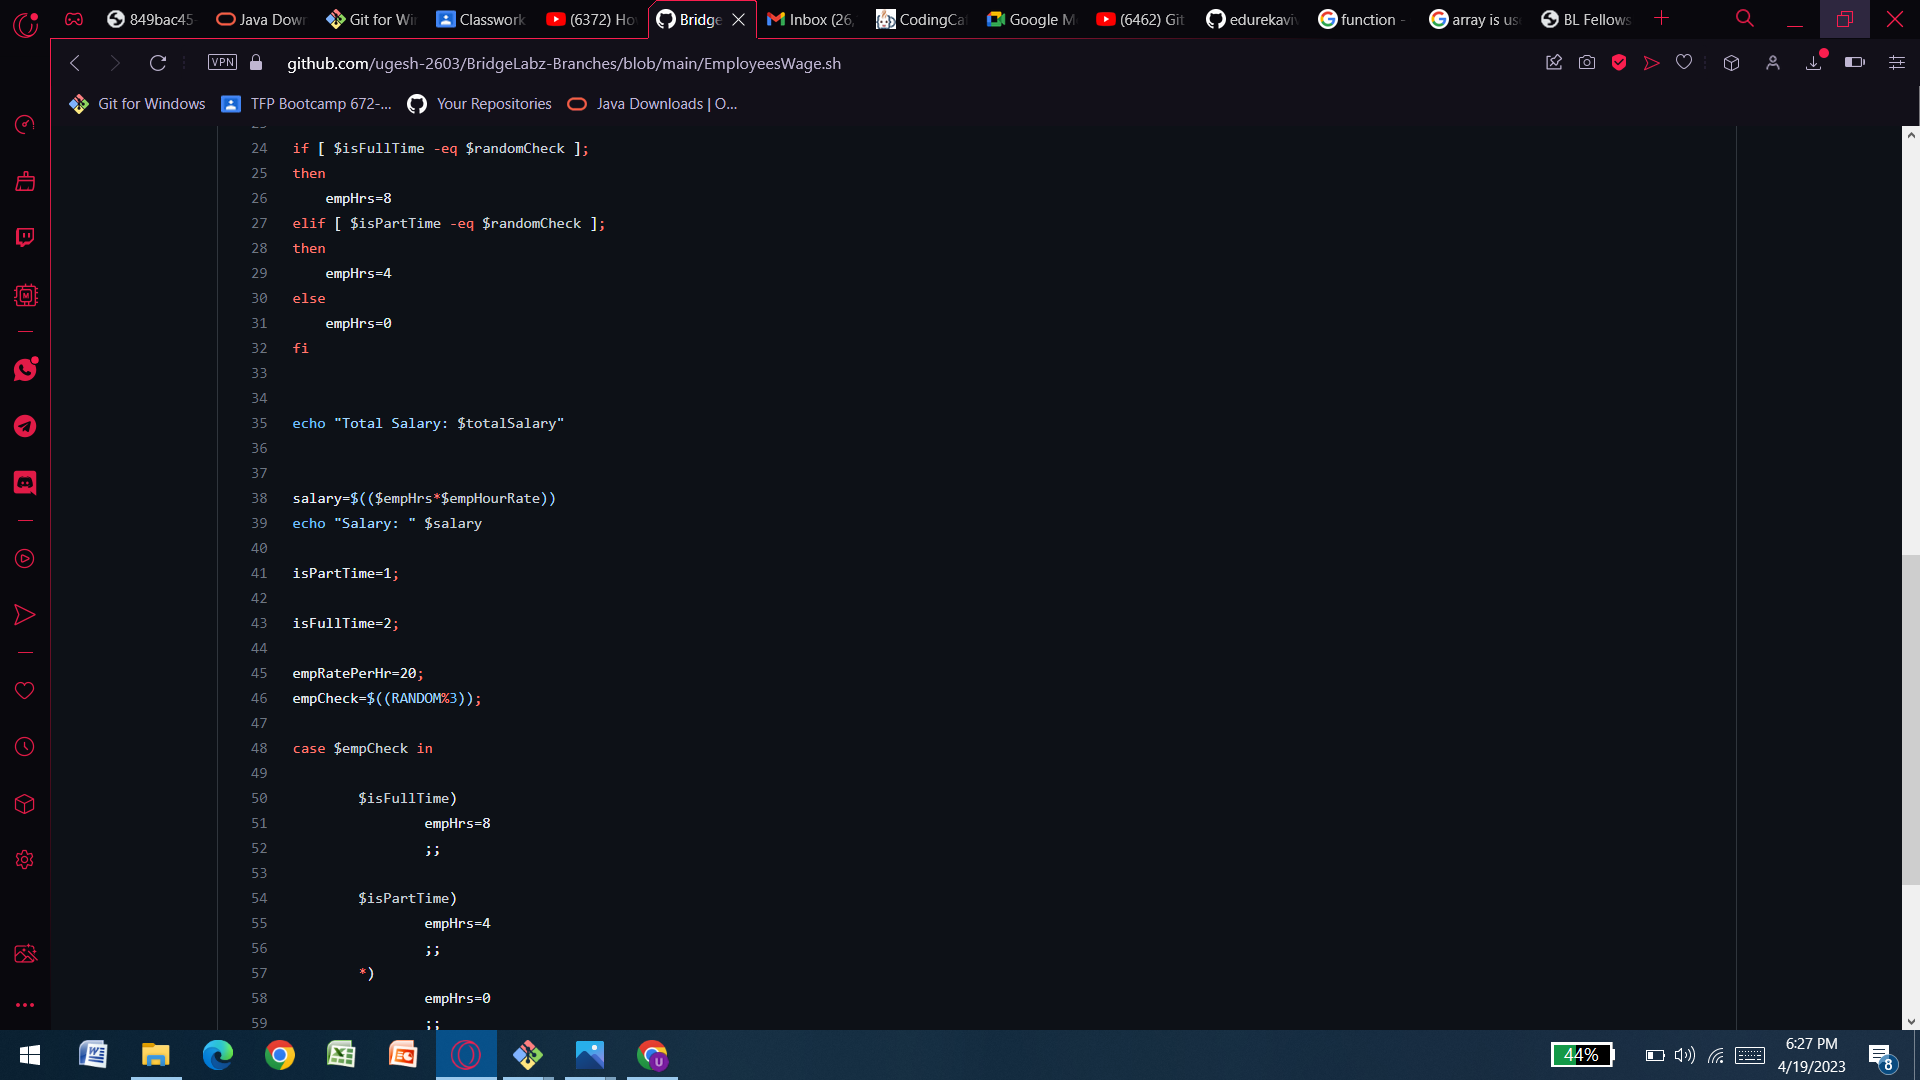 849bac45-
Java Down
Git for Win
Classwork
(6372) Ho
Bridge
Inbox (26,
CodingCat
Google M
(6462) Git
edurekaviv
function -
array is us
BL Fellows
VPN
github.com/ugesh-2603/BridgeLabz-Branches/blob/main/EmployeesWage.sh
Git for Windows
TFP Bootcamp 672-...
Your Repositories
Java Downloads | O...
23
24 if [ $isFullTime -eq $randomCheck ];
25 then
26 empHrs=8
27 elif [ $isPartTime -eq $randomCheck ];
28 then
29 empHrs=4
30 else
31 empHrs=0
32 fi
33
34
35 echo "Total Salary: $totalSalary"
36
37
38 salary=$(($empHrs*$empHourRate))
39 echo "Salary: " $salary
40
41 isPartTime=1;
42
43 isFullTime=2;
44
45 empRatePerHr=20;
46 empCheck=$((RANDOM%3));
47
48 case $empCheck in
49
50 $isFullTime)
51 empHrs=8
52 ;;
53
54 $isPartTime)
55 empHrs=4
56 ;;
57 *)
58 empHrs=0
59 ;;
44%
6:27 PM
4/19/2023
8